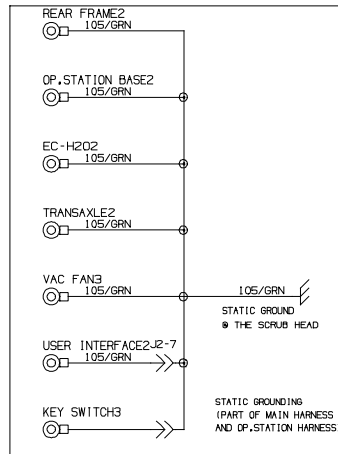 REAR FRAME2
105/GRN
OP.STATION BASE2
105/GRN
EC-H2O2
105/GRN
TRANSAXLE2
105/GRN
VAC FAN3
105/GRN
105/GRN
STATIC GROUND
@ THE SCRUB HEAD
USER INTERFACE2 J2-7
105/GRN
KEY SWITCH3
STATIC GROUNDING
(PART OF MAIN HARNESS
AND OP.STATION HARNESS)